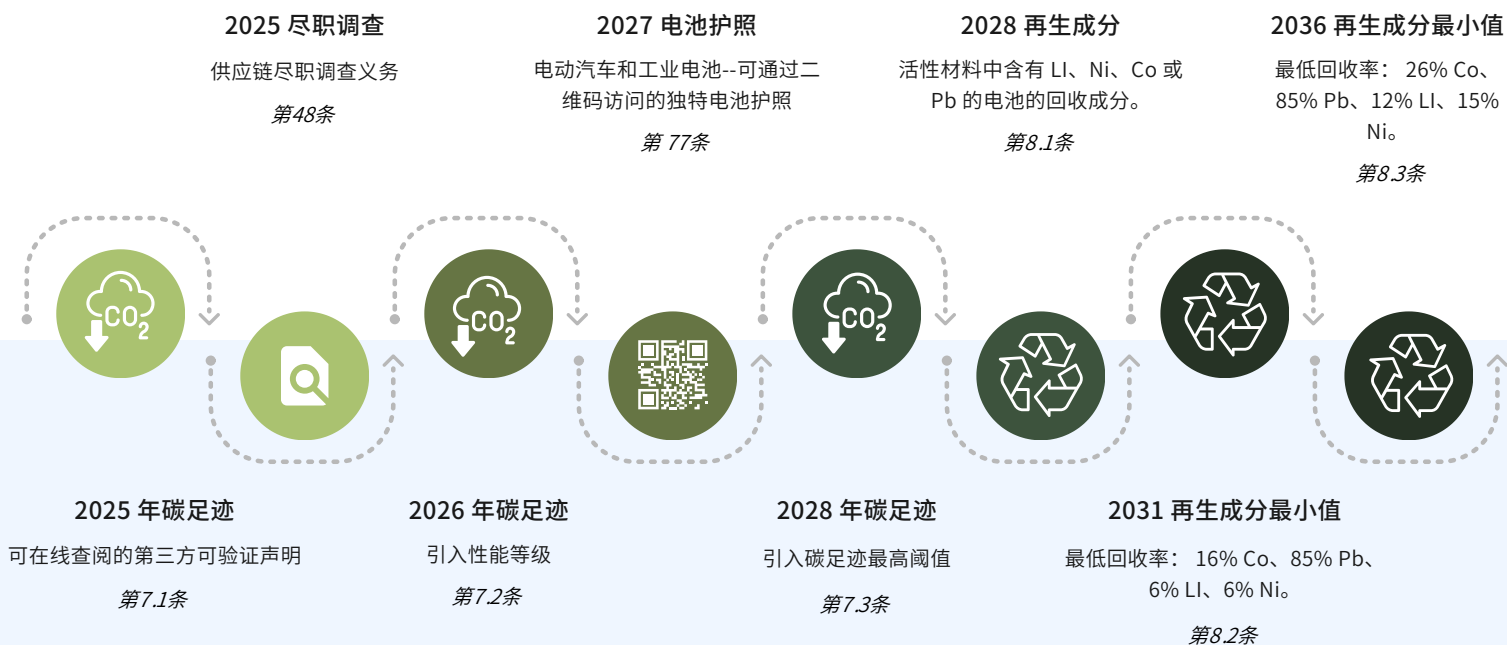 2025 尽职调查
供应链尽职调查义务
第48条
2027 电池护照
电动汽车和工业电池--可通过二
维码访问的独特电池护照
第 77条
2028 再生成分
活性材料中含有 LI、Ni、Co 或
Pb 的电池的回收成分。
第8.1条
2036 再生成分最小值
最低回收率： 26% Co、
85% Pb、12% LI、15%
Ni。
第8.3条
CO2
CO2
CO2
2025 年碳足迹
可在线查阅的第三方可验证声明
第7.1条
2026 年碳足迹
引入性能等级
第7.2条
2028 年碳足迹
引入碳足迹最高阈值
第7.3条
2031 再生成分最小值
最低回收率： 16% Co、85% Pb、
6% LI、6% Ni。
第8.2条